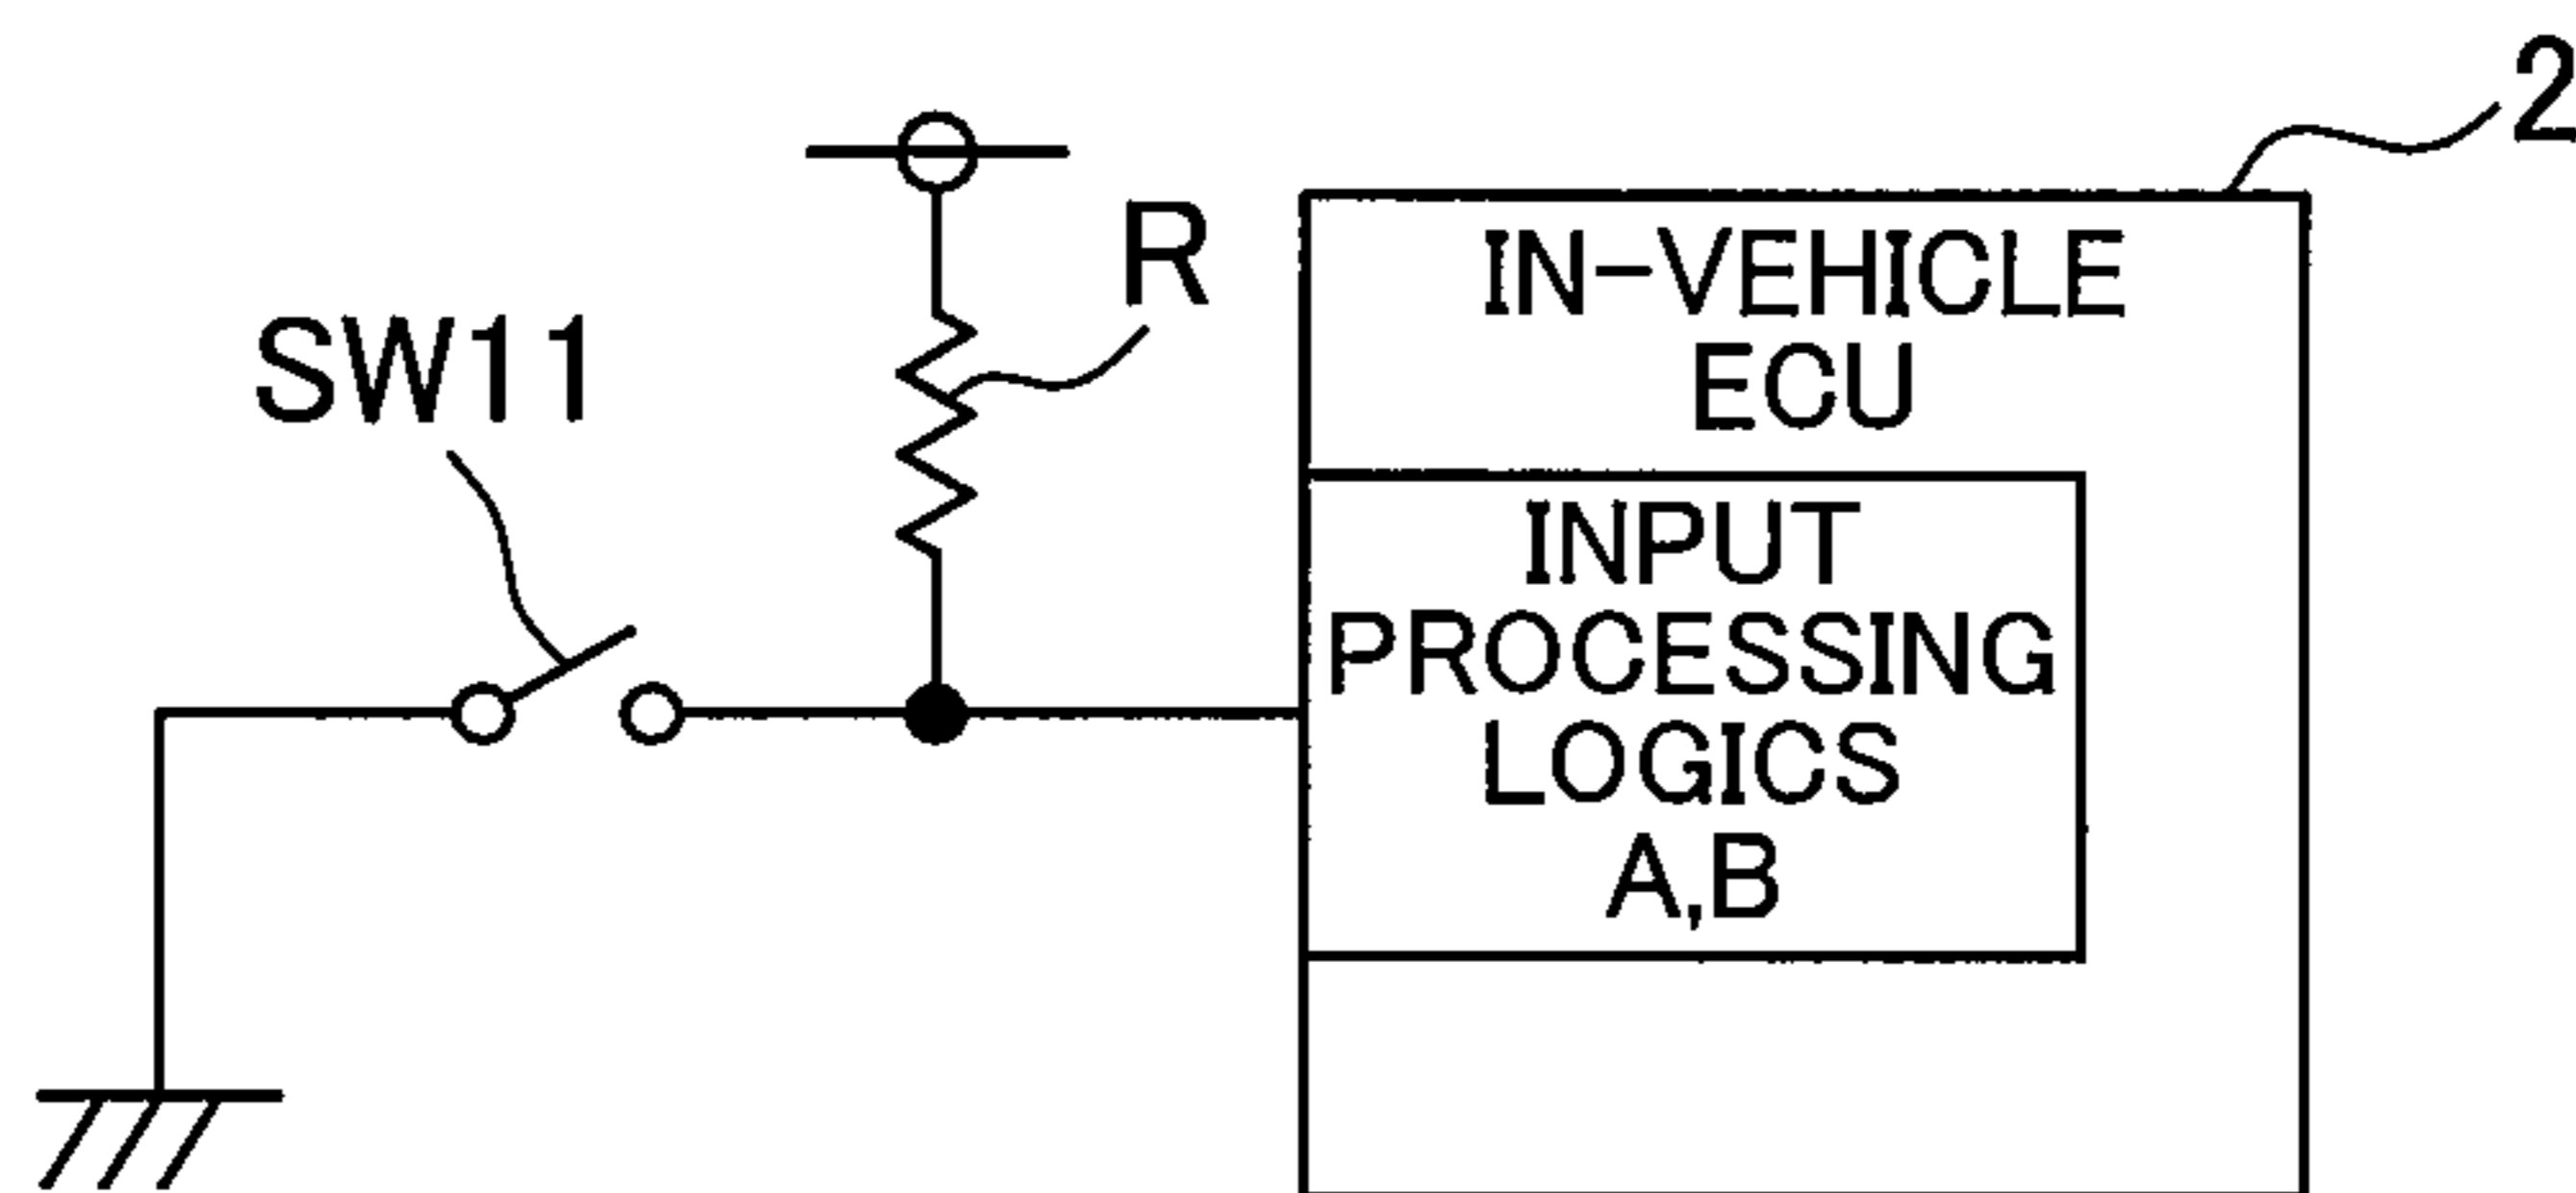 2
R
SW11
IN-VEHICLE
ECU
INPUT
PROCESSING
LOGICS
A,B